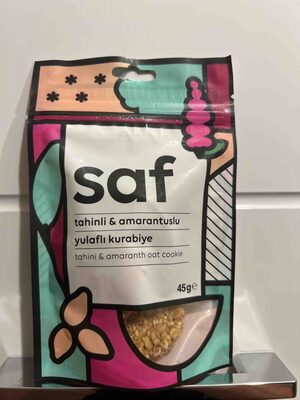 saf
tahinli & amarantuslu
yulaflı kurabiye
tahini & amaranth oat cookie
45g e